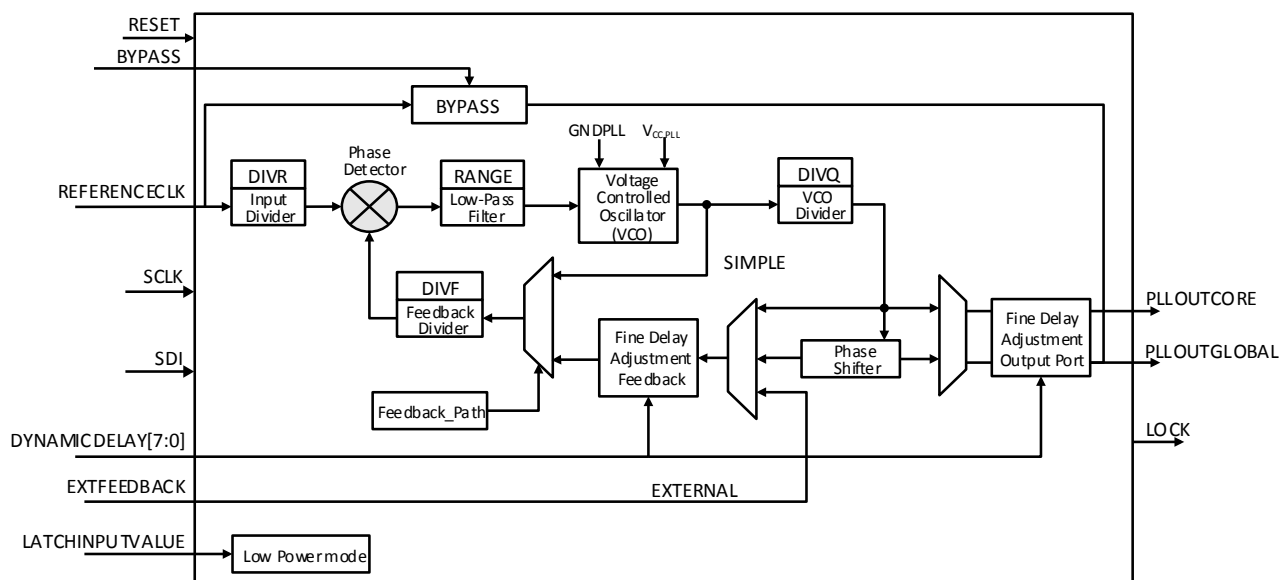 RESET
BYPASS
BYPASS
GNDPLL
VCCPLL
Phase
Detector
REFERENCECLK
DIVR
Input
Divider
RANGE
Low-Pass
Filter
Voltage
Controlled
Oscillator
(VCO)
DIVQ
VCO
Divider
SIMPLE
SCLK
DIVF
Feedback
Divider
Fine Delay
Adjustment
Feedback
Phase
Shifter
Fine Delay
Adjustment
Output Port
PLLOUTCORE
PLLOUTGLOBAL
SDI
Feedback_Path
DYNAMICDELAY[7:0]
LOCK
EXTFEEDBACK
EXTERNAL
LATCHINPUTVALUE
Low Power mode